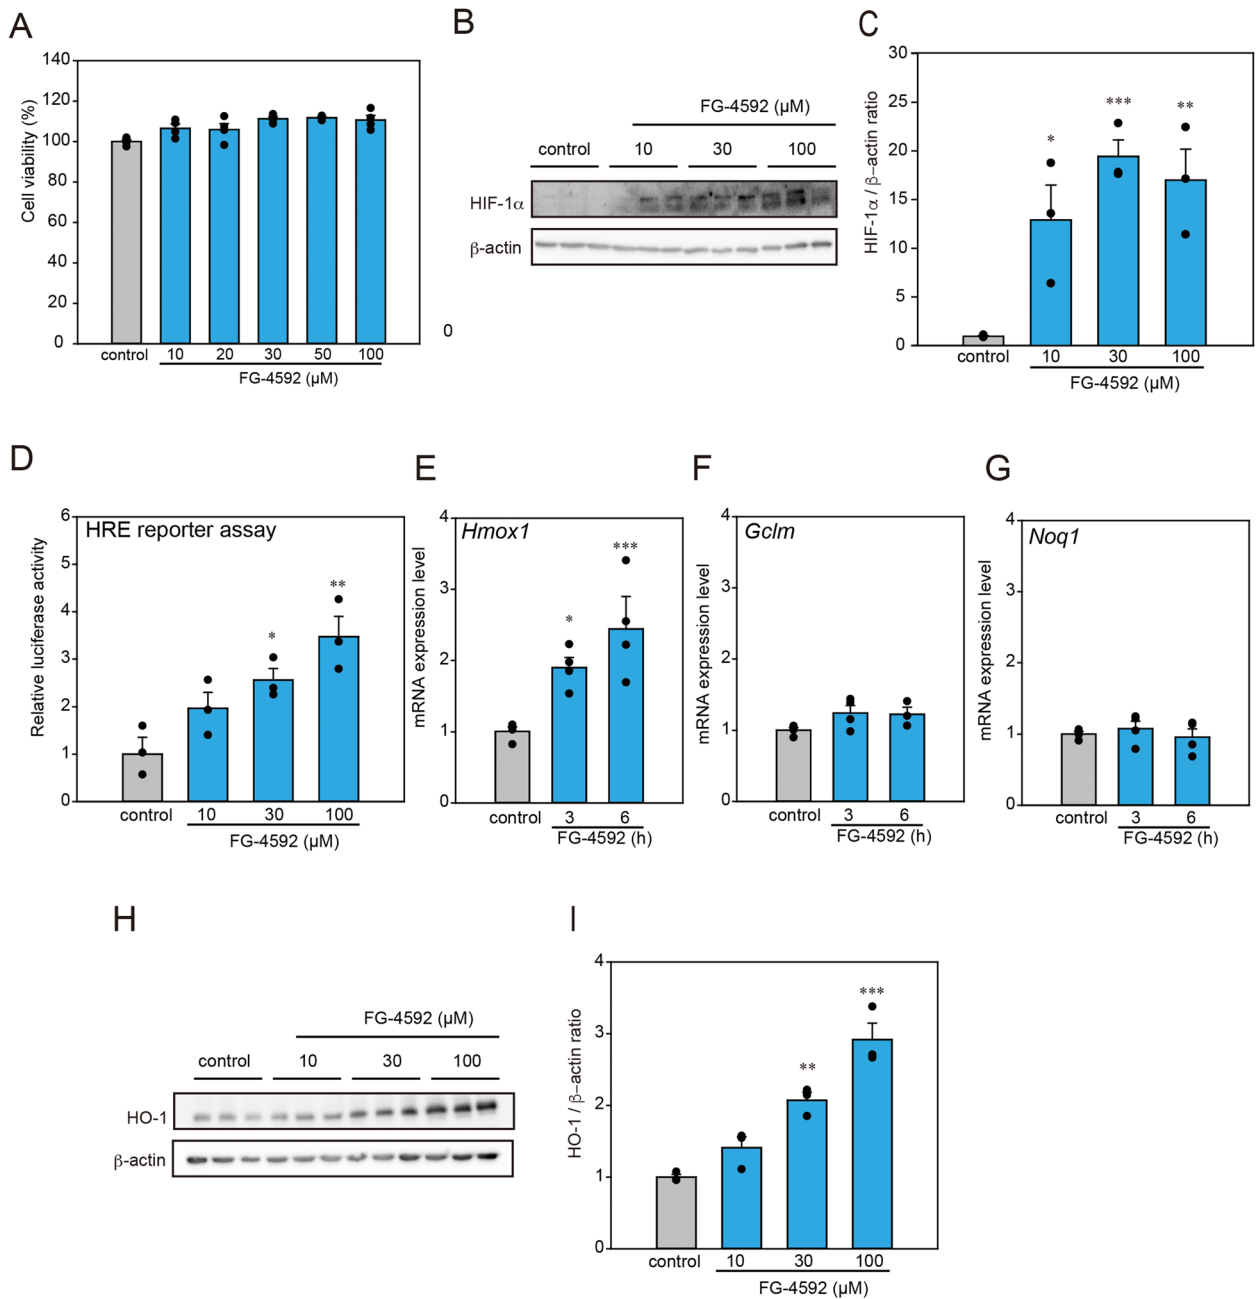 A
Cell viability (%)
140
120
100
80
60
40
20
0
control 10 20 30 50 100
FG-4592 (μM)
B
FG-4592 (μM)
control 10 30 100
HIF-1α
β-actin
0
C
HIF-1α / β–actin ratio
30
25
20
15
10
5
0
* *** **
control 10 30 100
FG-4592 (μM)
D
HRE reporter assay
Relative luciferase activity
6
5
4
3
2
1
0
* **
control 10 30 100
FG-4592 (μM)
E
Hmox1
mRNA expression level
4
3
2
1
0
* ***
control 3 6
FG-4592 (h)
F
Gclm
mRNA expression level
4
3
2
1
0
control 3 6
FG-4592 (h)
G
Noq1
mRNA expression level
4
3
2
1
0
control 3 6
FG-4592 (h)
H
FG-4592 (μM)
control 10 30 100
HO-1
β-actin
I
HO-1 / β–actin ratio
4
3
2
1
0
** ***
control 10 30 100
FG-4592 (μM)